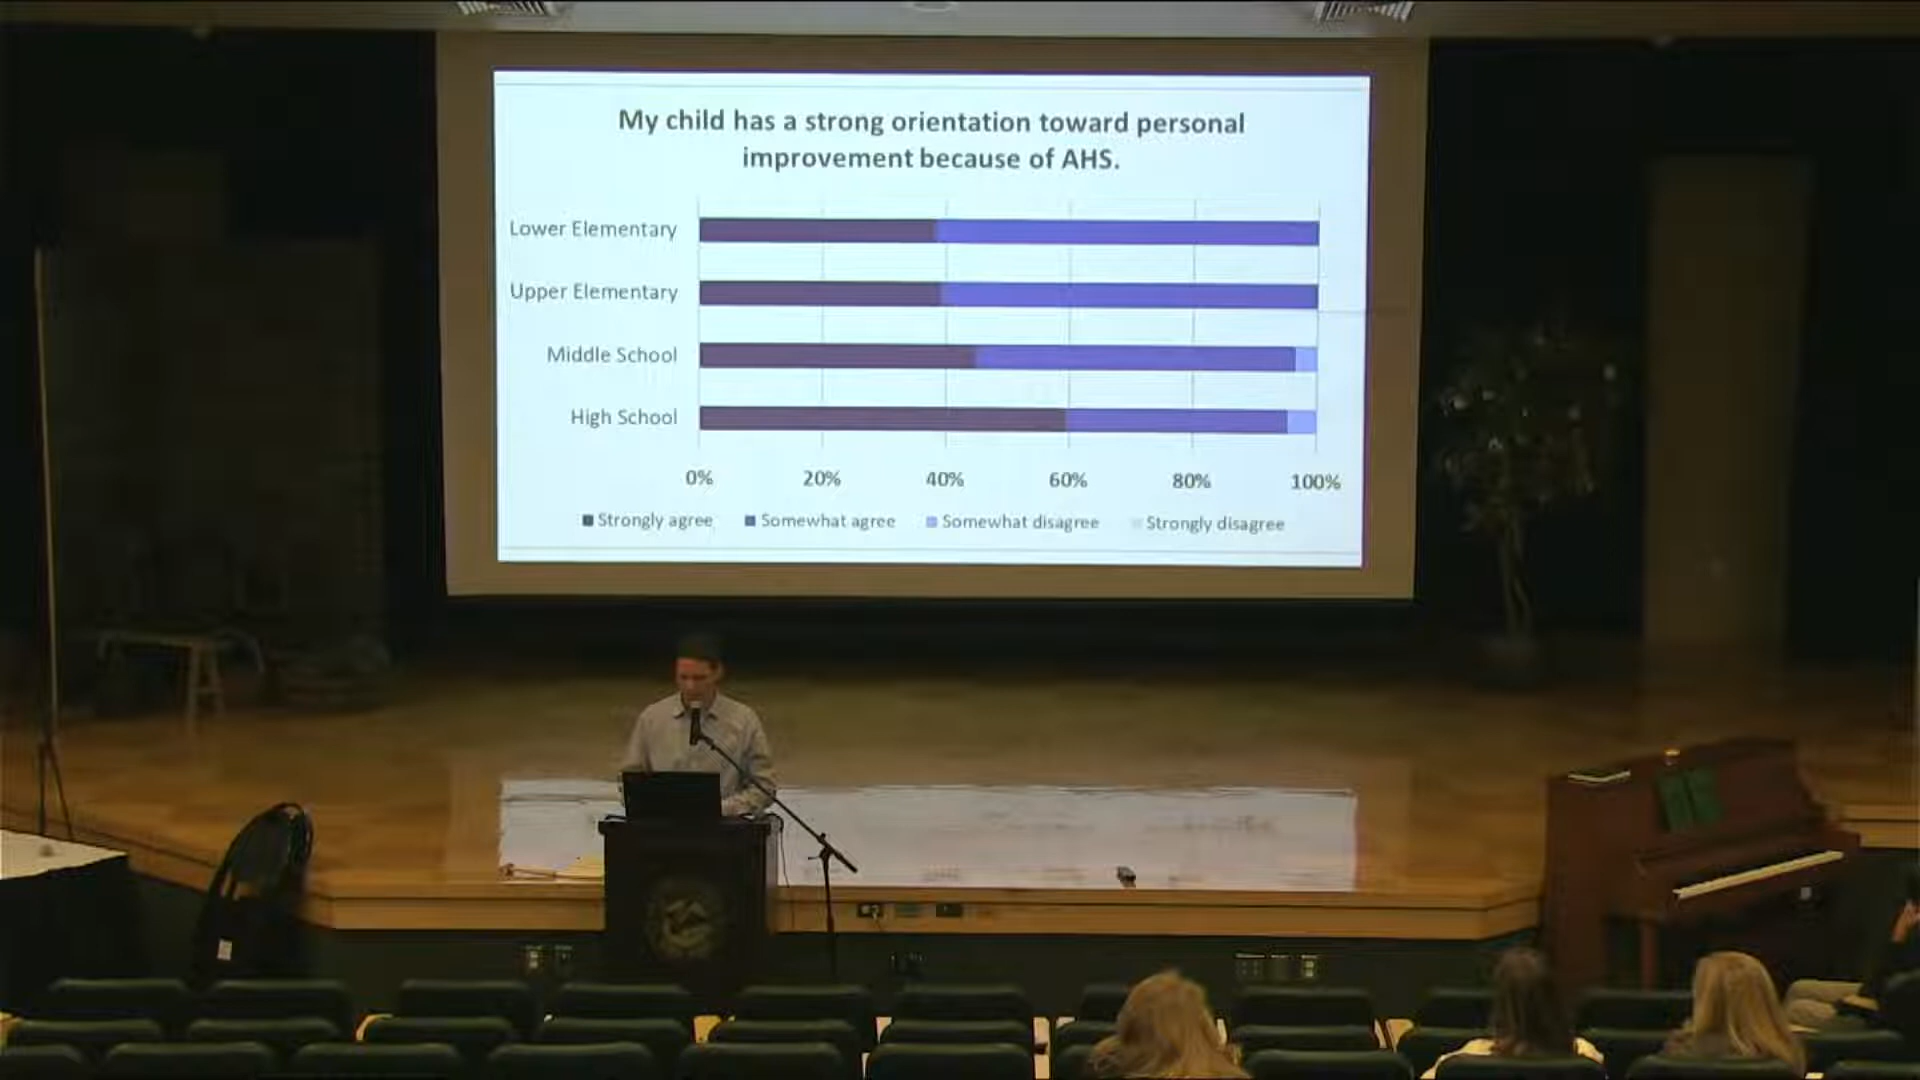 My child has a strong orientation toward personal
improvement because of AHS.
Lower Elementary
Upper Elementary
Middle School
High School
0% 20% 40% 60% 80% 100%
Strongly agree Somewhat agree Somewhat disagree Strongly disagree